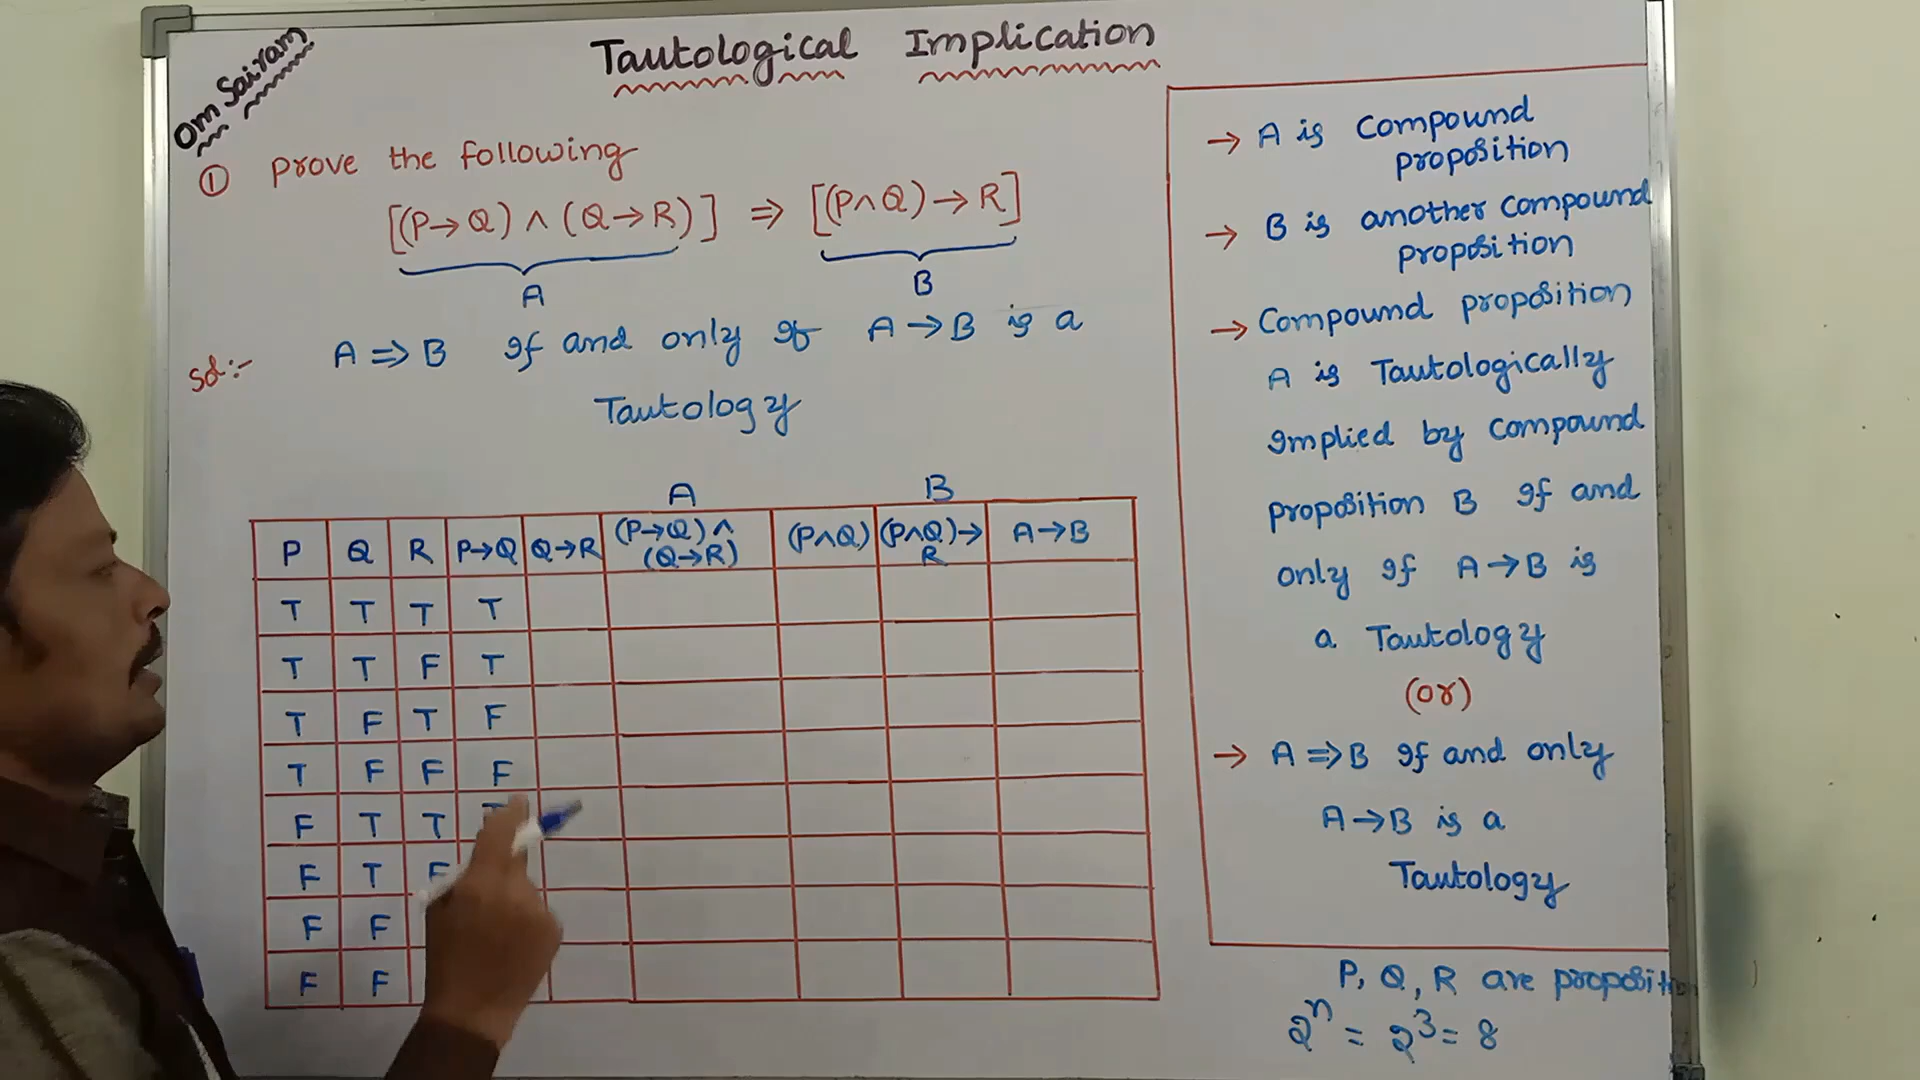 Om Sairam
Tautological Implication
① Prove the following
[(P→Q) ∧ (Q→R)] ⇒ [(P∧Q)→R]
A B
Sol:- A ⇒ B If and only If A→B is a
Tautology
A B
P Q R P→Q Q→R (P→Q)∧ (Q→R) (P∧Q) (P∧Q)→ R A→B
T T T T
T T F T
T F T F
T F F F
F T T
F T F
F F
F F
→ A is Compound
proposition
→ B is another Compound
proposition
→ Compound proposition
A is Tautologically
Implied by Compound
proposition B If and
only If A→B is
a Tautology
(or)
→ A ⇒ B If and only
A→B is a
Tautology
P, Q, R are proposition
2ⁿ = 2³ = 8